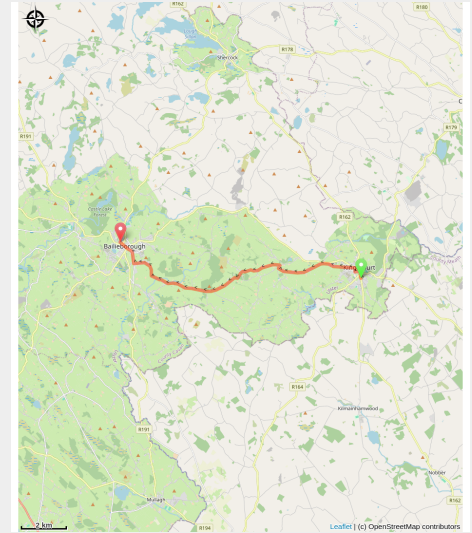 R162
R180
R178
Shercock
R179
R191
R162
Bailieborough
R164
Kilmainhamwood
R191
Nobber
Mullagh
R162
R194
2 km
Leaflet | (c) OpenStreetMap contributors